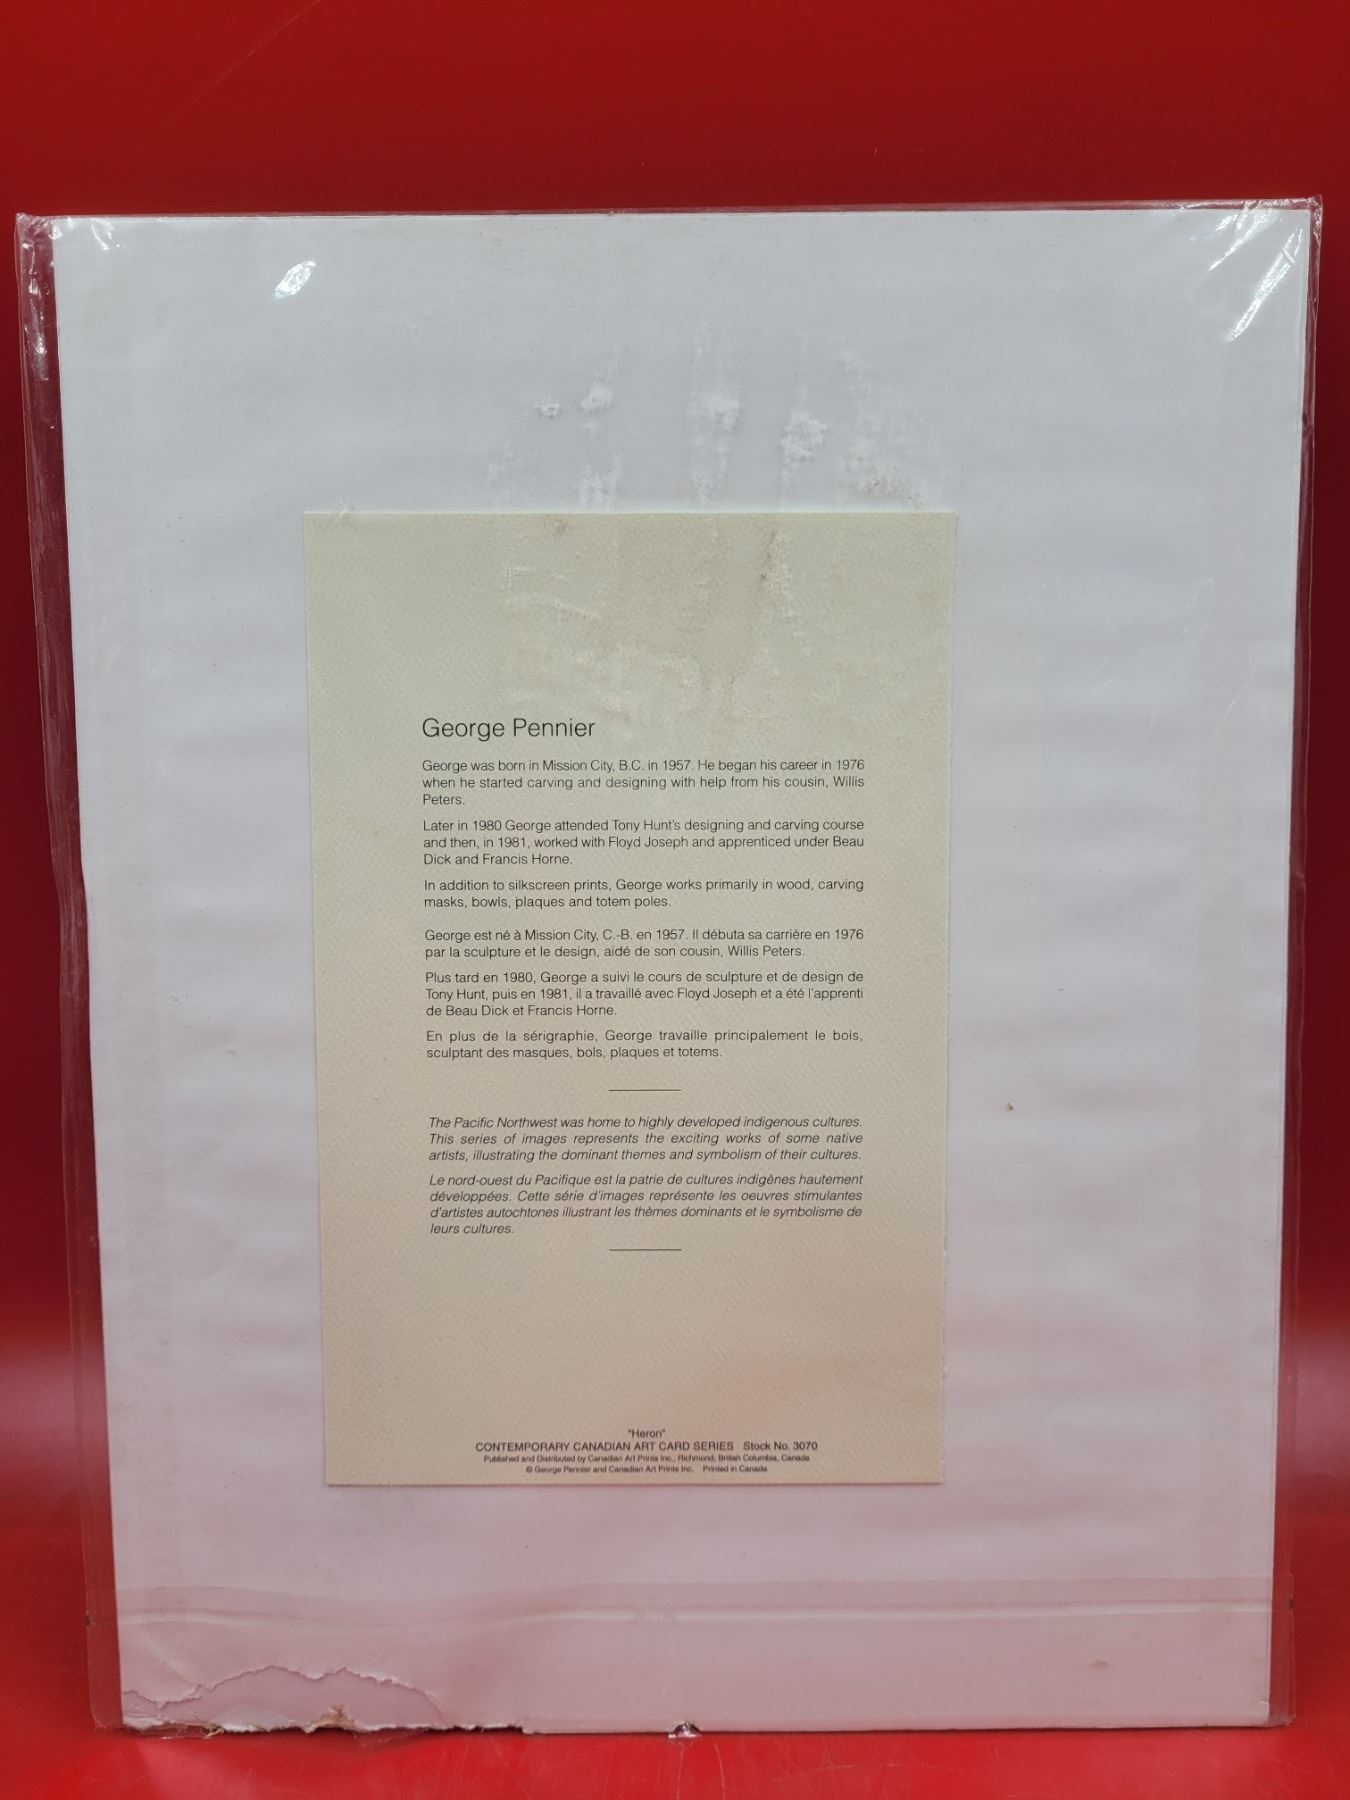 George Pennier
George was born in Mission City, B.C. in 1957. He began his career in 1976
when he started carving and designing with help from his cousin, Willis
Peters.
Later in 1980 George attended Tony Hunt's designing and carving course
and then, in 1981, worked with Floyd Joseph and apprenticed under Beau
Dick and Francis Horne.
In addition to silkscreen prints, George works primarily in wood, carving
masks, bowls, plaques and totem poles.
George est né à Mission City, C.-B. en 1957. Il débuta sa carrière en 1976
par la sculpture et le design, aidé de son cousin, Willis Peters.
Plus tard en 1980, George a suivi le cours de sculpture et de design de
Tony Hunt, puis en 1981, il a travaillé avec Floyd Joseph et a été l'apprenti
de Beau Dick et Francis Horne.
En plus de la sérigraphie, George travaille principalement le bois,
sculptant des masques, bols, plaques et totems.
The Pacific Northwest was home to highly developed indigenous cultures.
This series of images represents the exciting works of some native
artists, illustrating the dominant themes and symbolism of their cultures.
Le nord-ouest du Pacifique est la patrie de cultures indigènes hautement
développées. Cette série d'images représente les oeuvres stimulantes
d'artistes autochtones illustrant les thèmes dominants et le symbolisme de
leurs cultures.
"Heron"
CONTEMPORARY CANADIAN ART CARD SERIES Stock No. 3070
Published and Distributed by Canadian Art Prints Inc., Richmond, British Columbia, Canada
© George Pennier and Canadian Art Prints Inc. Printed in Canada